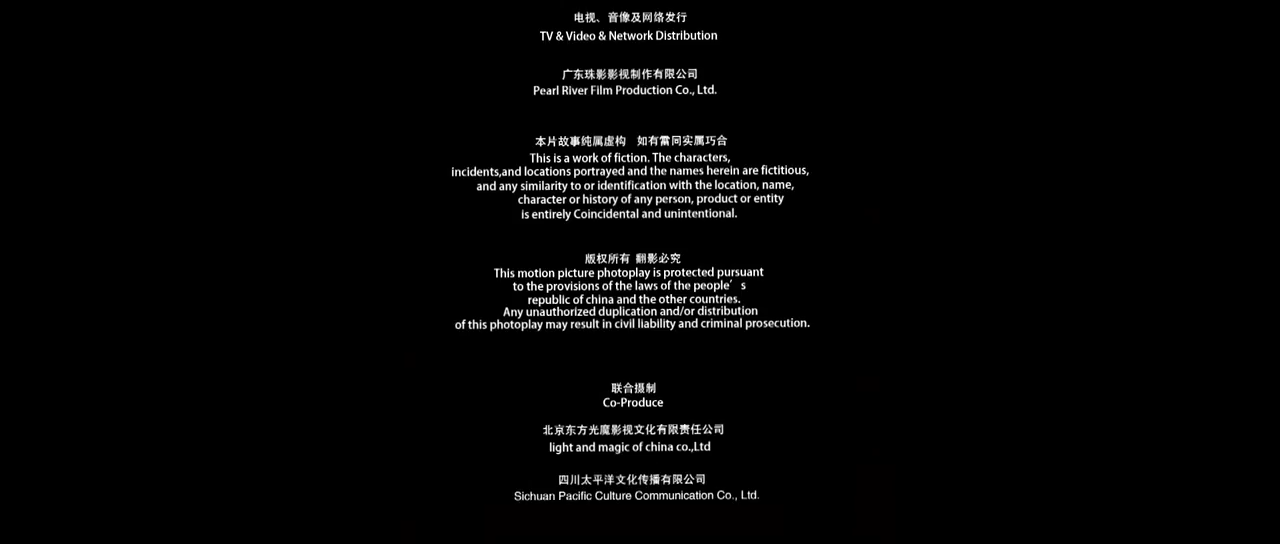 电视、音像及网络发行
TV & Video & Network Distribution
广东珠影影视制作有限公司
Pearl River Film Production Co., Ltd.
本片故事纯属虚构 如有雷同实属巧合
This is a work of fiction. The characters,
incidents,and locations portrayed and the names herein are fictitious,
and any similarity to or identification with the location, name,
character or history of any person, product or entity
is entirely Coincidental and unintentional.
版权所有 翻影必究
This motion picture photoplay is protected pursuant
to the provisions of the laws of the people′s
republic of china and the other countries.
Any unauthorized duplication and/or distribution
of this photoplay may result in civil liability and criminal prosecution.
联合摄制
Co-Produce
北京东方光魔影视文化有限责任公司
light and magic of china co.,Ltd
四川太平洋文化传播有限公司
Sichuan Pacific Culture Communication Co., Ltd.